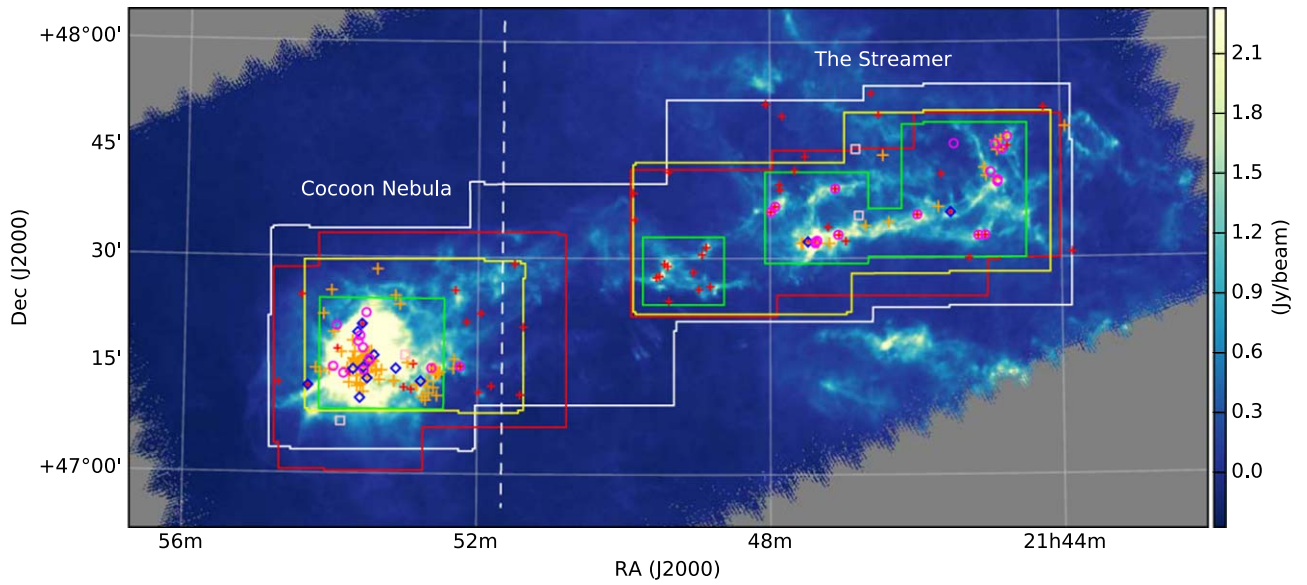 +48°00'
45'
30'
15'
+47°00'
Dec (J2000)
The Streamer
Cocoon Nebula
2.1
1.8
1.5
1.2
0.9
0.6
0.3
0.0
(Jy/beam)
56m
52m
48m
21h44m
RA (J2000)